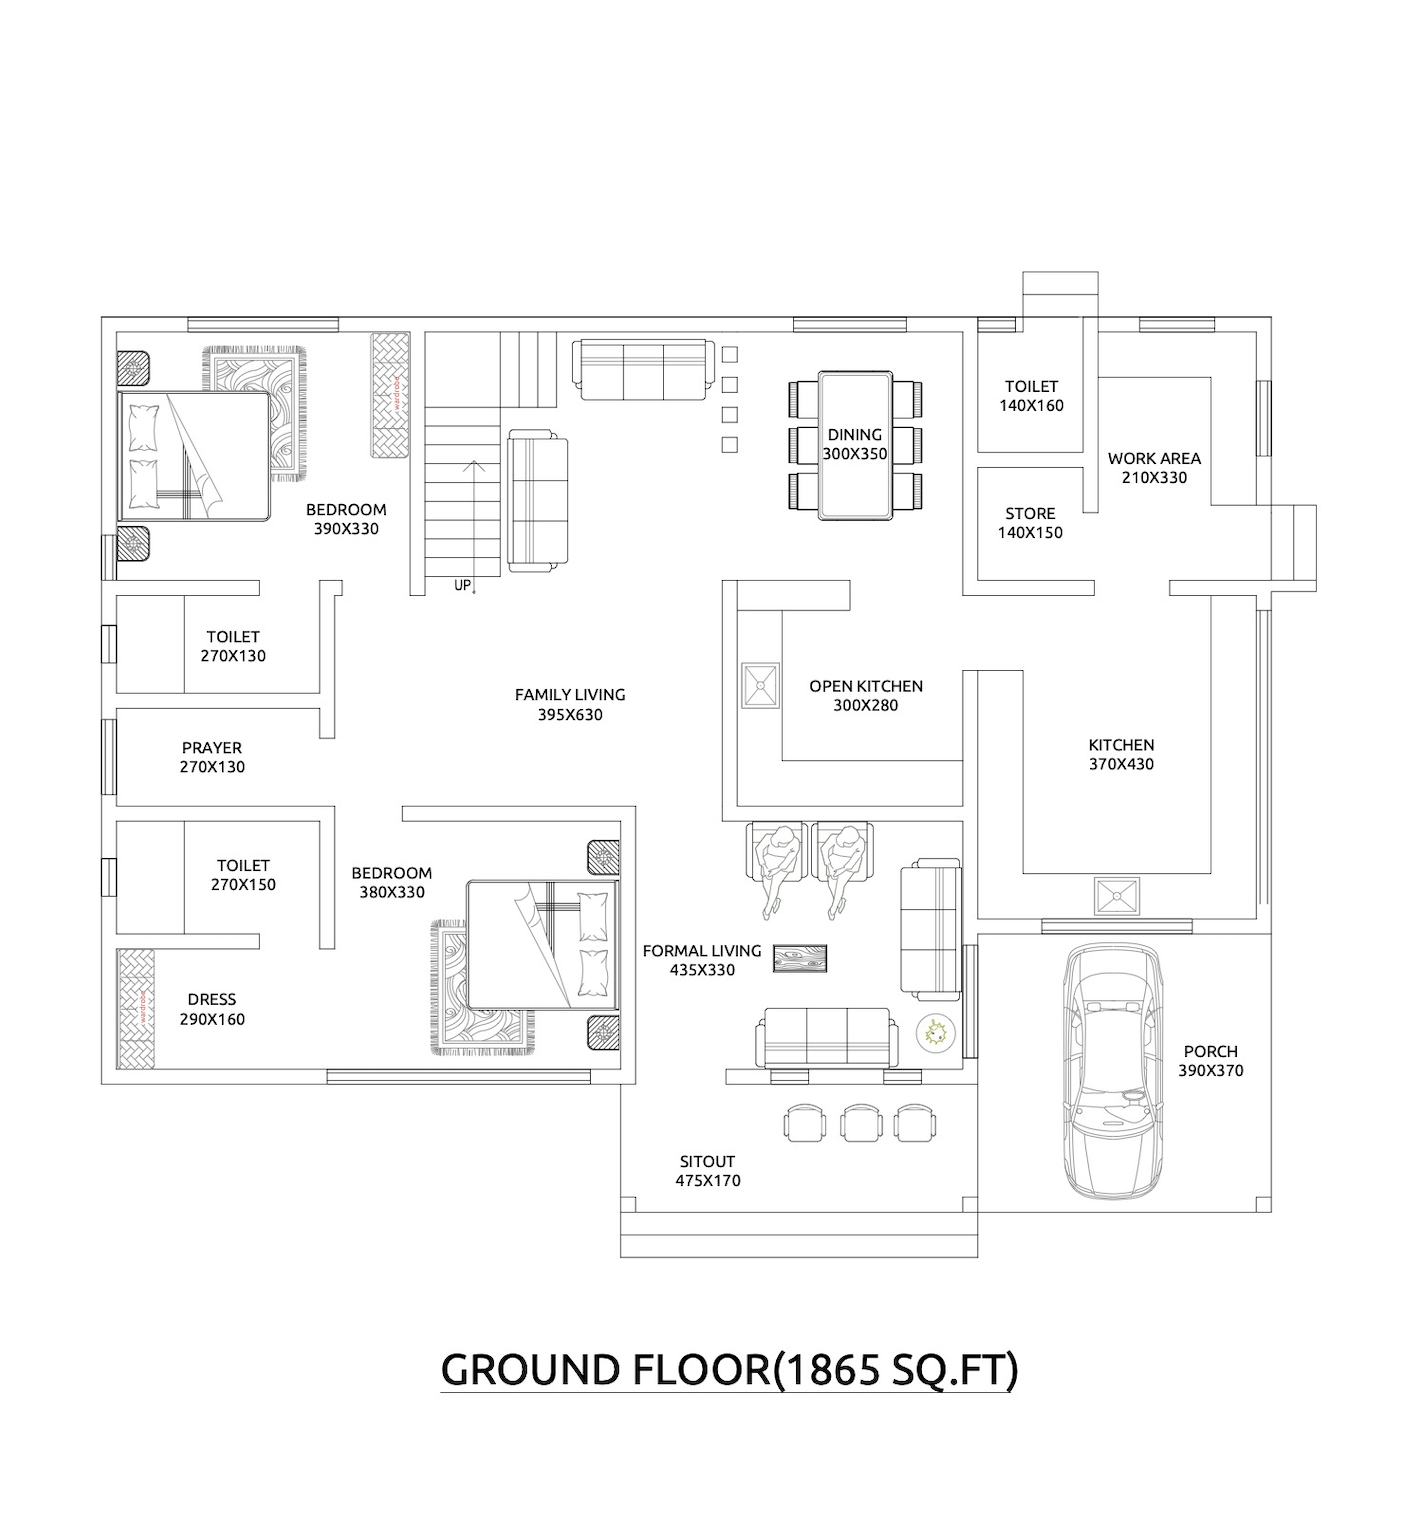 TOILET
140X160
wardrobe
DINING
300X350
WORK AREA
210X330
BEDROOM
390X330
STORE
140X150
UP
TOILET
270X130
FAMILY LIVING
395X630
OPEN KITCHEN
300X280
PRAYER
270X130
KITCHEN
370X430
TOILET
270X150
BEDROOM
380X330
FORMAL LIVING
435X330
wardrobe
DRESS
290X160
PORCH
390X370
SITOUT
475X170
GROUND FLOOR(1865 SQ.FT)